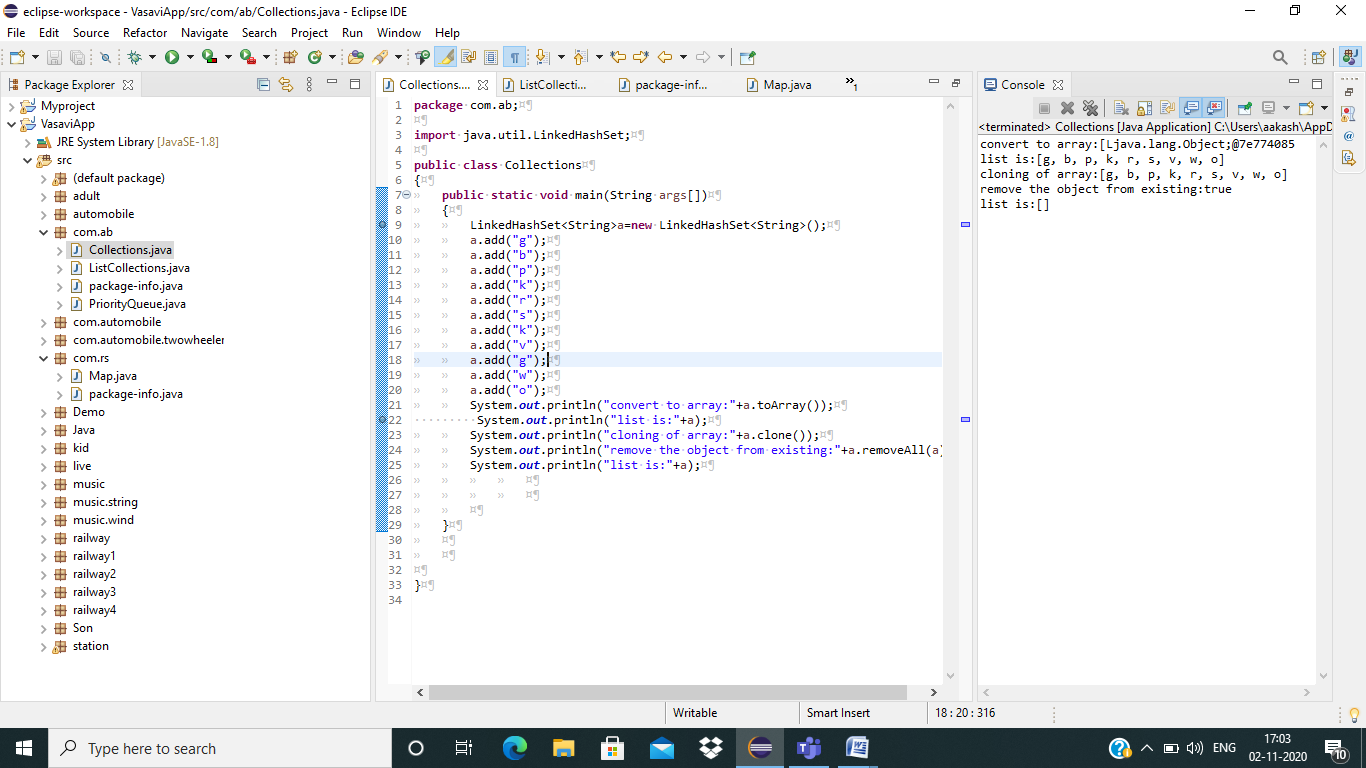 eclipse-workspace - VasaviApp/src/com/ab/Collections.java - Eclipse IDE
File Edit Source Refactor Navigate Search Project Run Window Help
Package Explorer
Myproject
VasaviApp
JRE System Library [JavaSE-1.8]
src
(default package)
adult
automobile
com.ab
Collections.java
ListCollections.java
package-info.java
PriorityQueue.java
com.automobile
com.automobile.twowheeler
com.rs
Map.java
package-info.java
Demo
Java
kid
live
music
music.string
music.wind
railway
railway1
railway2
railway3
railway4
Son
station
Collections.... ListCollecti... package-inf... Map.java »1
1 package com.ab;
2
3 import java.util.LinkedHashSet;
4
5 public class Collections
6 {
7 public static void main(String args[])
8 {
9 LinkedHashSet<String>a=new LinkedHashSet<String>();
10 a.add("g");
11 a.add("b");
12 a.add("p");
13 a.add("k");
14 a.add("r");
15 a.add("s");
16 a.add("k");
17 a.add("v");
18 a.add("g");
19 a.add("w");
20 a.add("o");
21 System.out.println("convert to array:"+a.toArray());
22 System.out.println("list is:"+a);
23 System.out.println("cloning of array:"+a.clone());
24 System.out.println("remove the object from existing:"+a.removeAll(a)
25 System.out.println("list is:"+a);
26
27
28
29 }
30
31
32
33 }
34
Console
<terminated> Collections [Java Application] C:\Users\aakash\AppD
convert to array:[Ljava.lang.Object;@7e774085
list is:[g, b, p, k, r, s, v, w, o]
cloning of array:[g, b, p, k, r, s, v, w, o]
remove the object from existing:true
list is:[]
Writable Smart Insert 18 : 20 : 316
Type here to search
ENG
17:03
02-11-2020
10